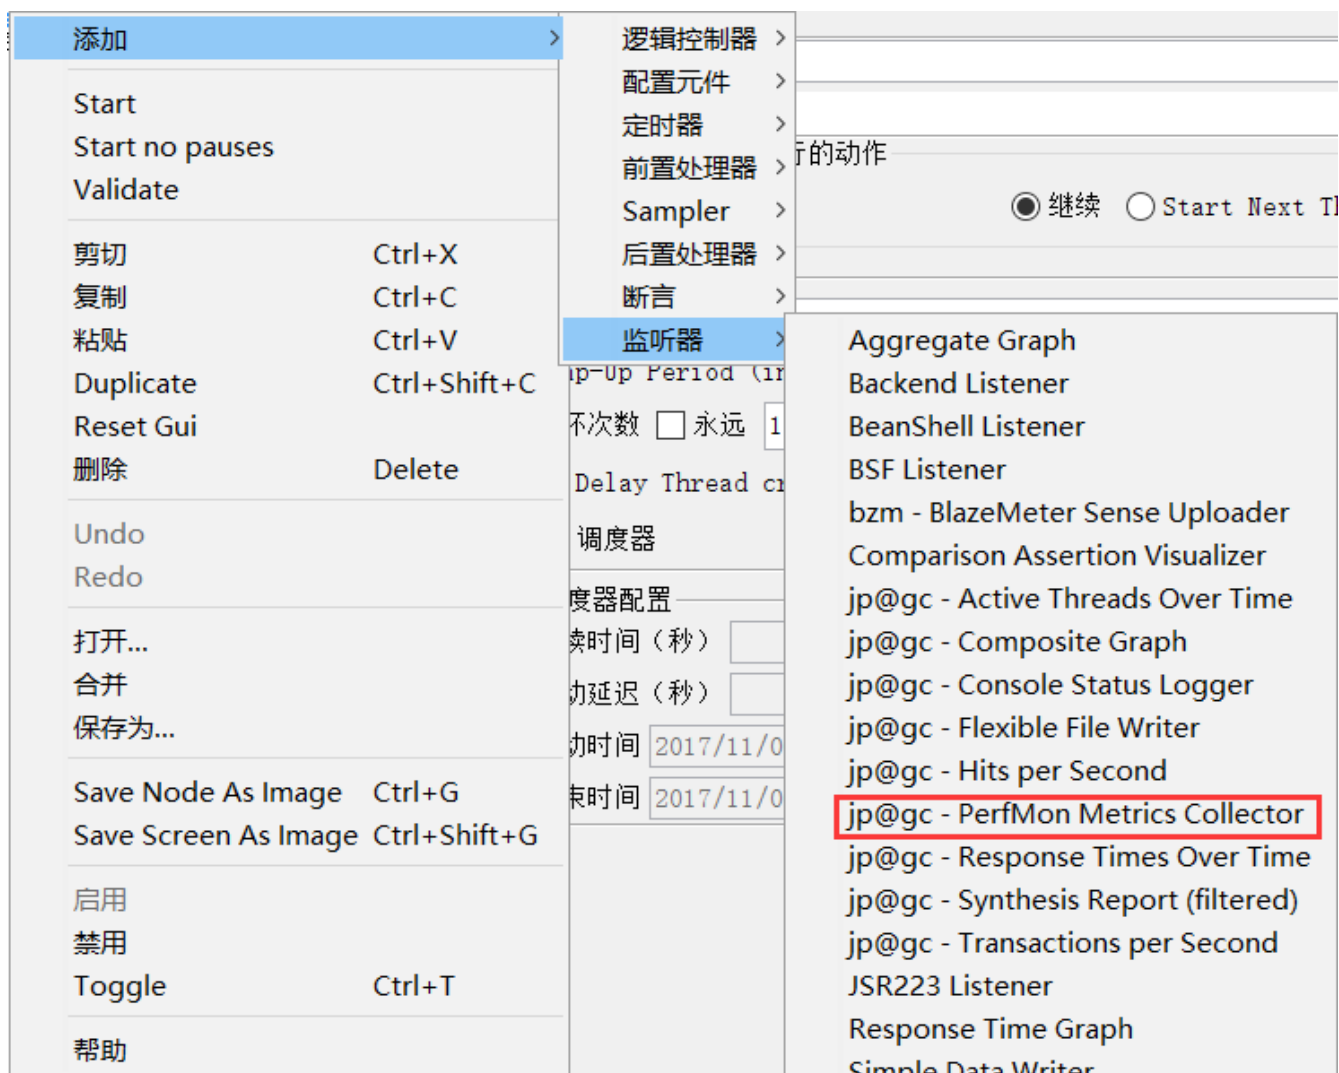 添加
Start
Start no pauses
Validate
剪切 Ctrl+X
复制 Ctrl+C
粘贴 Ctrl+V
Duplicate Ctrl+Shift+C
Reset Gui
删除 Delete
Undo
Redo
打开...
合并
保存为...
Save Node As Image Ctrl+G
Save Screen As Image Ctrl+Shift+G
启用
禁用
Toggle Ctrl+T
帮助
逻辑控制器
配置元件
定时器
前置处理器
Sampler
后置处理器
断言
监听器
的动作
继续 Start Next
Period
次数 永远 1
Delay Thread
调度器
度器配置
时间（秒）
延迟（秒）
时间 2017/11/0
时间 2017/11/0
Aggregate Graph
Backend Listener
BeanShell Listener
BSF Listener
bzm - BlazeMeter Sense Uploader
Comparison Assertion Visualizer
jp@gc - Active Threads Over Time
jp@gc - Composite Graph
jp@gc - Console Status Logger
jp@gc - Flexible File Writer
jp@gc - Hits per Second
jp@gc - PerfMon Metrics Collector
jp@gc - Response Times Over Time
jp@gc - Synthesis Report (filtered)
jp@gc - Transactions per Second
JSR223 Listener
Response Time Graph
Simple Data Writer